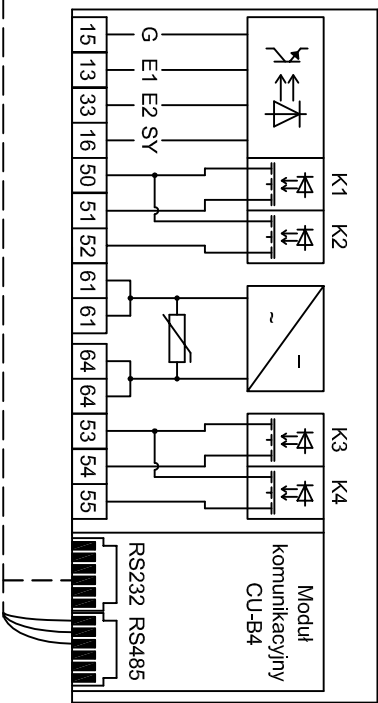 15
G
13
E1
33
E2
16
SY
50
51
52
61
61
64
64
53
54
55
K1
K2
~
K3
K4
RS232
RS485
Moduł
komunikacyjny
CU-B4